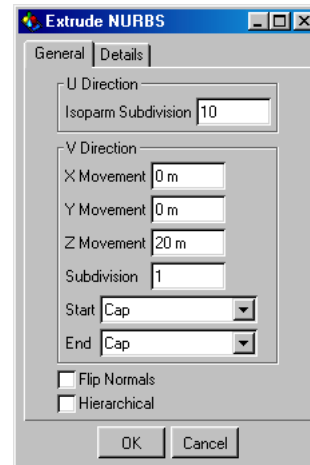 Extrude NURBS
General Details
U Direction
Isoparm Subdivision 10
V Direction
X Movement 0 m
Y Movement 0 m
Z Movement 20 m
Subdivision 1
Start Cap
End Cap
Flip Normals
Hierarchical
OK Cancel